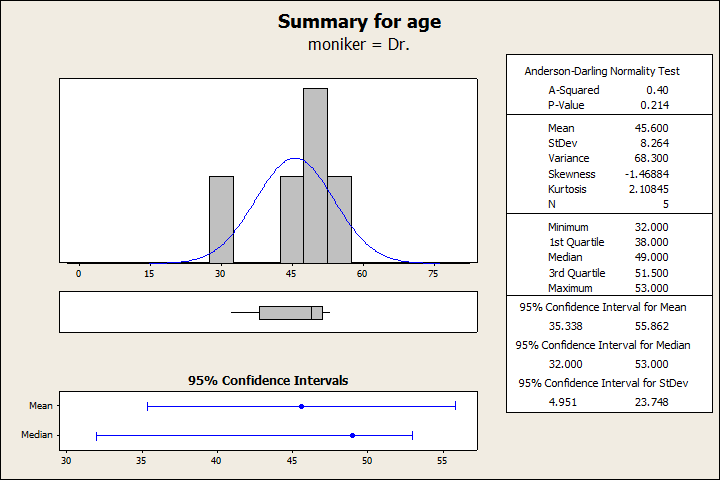 Summary for age
moniker = Dr.
0 15 30 45 60 75
95% Confidence Intervals
Mean
Median
30 35 40 45 50 55
Anderson-Darling Normality Test
A-Squared 0.40
P-Value 0.214
Mean 45.600
StDev 8.264
Variance 68.300
Skewness -1.46884
Kurtosis 2.10845
N 5
Minimum 32.000
1st Quartile 38.000
Median 49.000
3rd Quartile 51.500
Maximum 53.000
95% Confidence Interval for Mean
35.338 55.862
95% Confidence Interval for Median
32.000 53.000
95% Confidence Interval for StDev
4.951 23.748